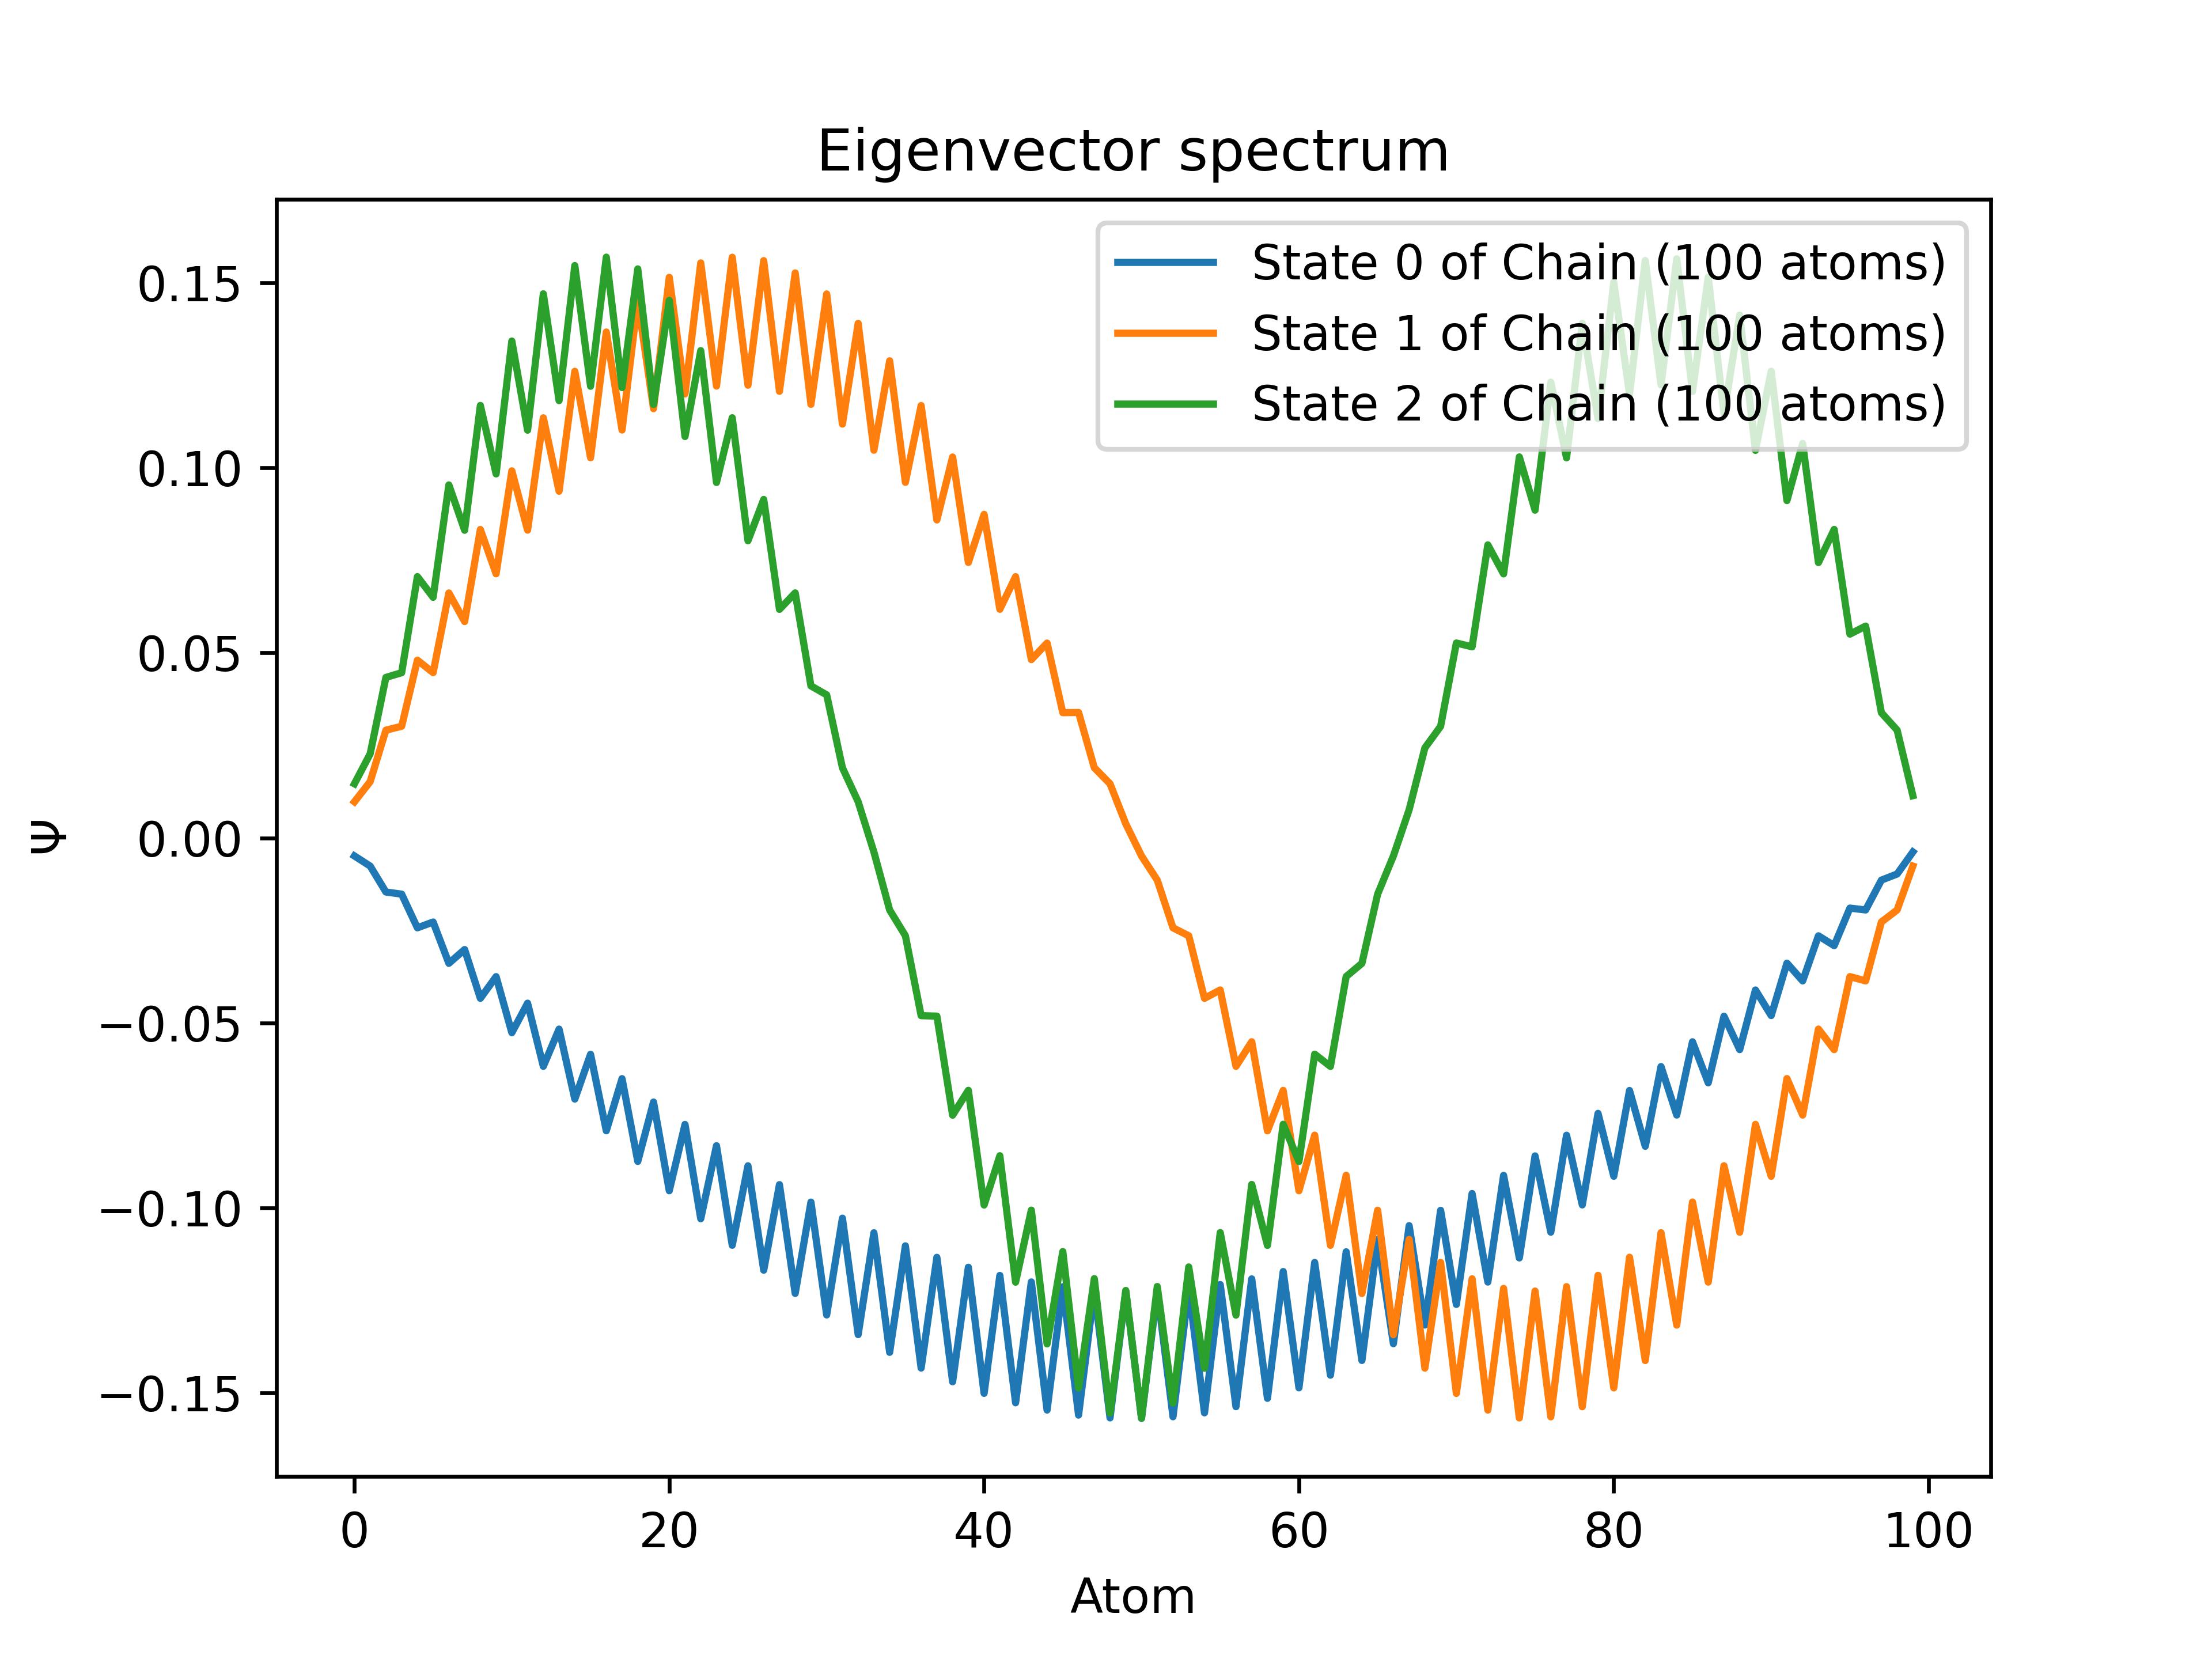 Eigenvector spectrum
State 0 of Chain (100 atoms)
State 1 of Chain (100 atoms)
State 2 of Chain (100 atoms)
0.15
0.10
0.05
0.00
−0.05
−0.10
−0.15
Ψ
0 20 40 60 80 100
Atom